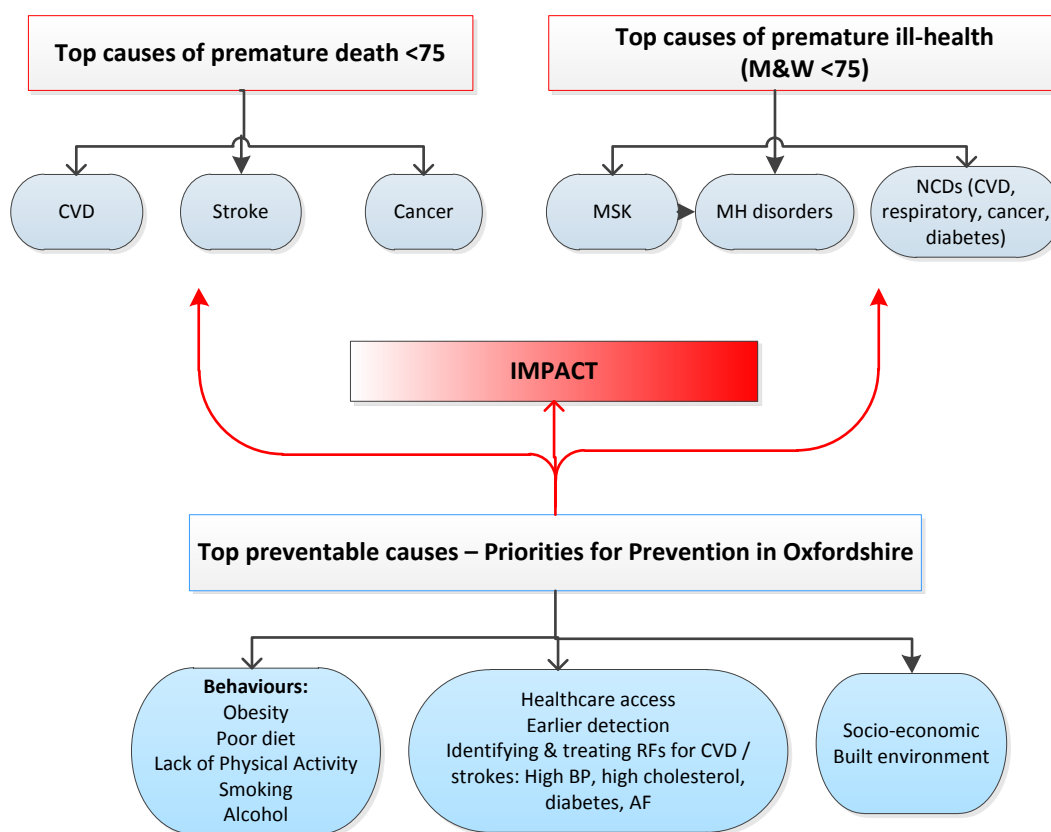 Top causes of premature death <75
Top causes of premature ill-health
(M&W <75)
CVD
Stroke
Cancer
MSK
MH disorders
NCDs (CVD,
respiratory, cancer,
diabetes)
IMPACT
Top preventable causes – Priorities for Prevention in Oxfordshire
Behaviours:
Obesity
Poor diet
Lack of Physical Activity
Smoking
Alcohol
Healthcare access
Earlier detection
Identifying & treating RFs for CVD /
strokes: High BP, high cholesterol,
diabetes, AF
Socio-economic
Built environment